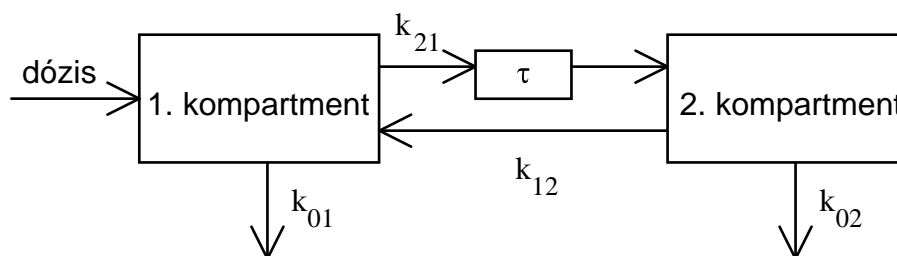 k21
dózis
τ
1. kompartment
2. kompartment
k12
k01
k02